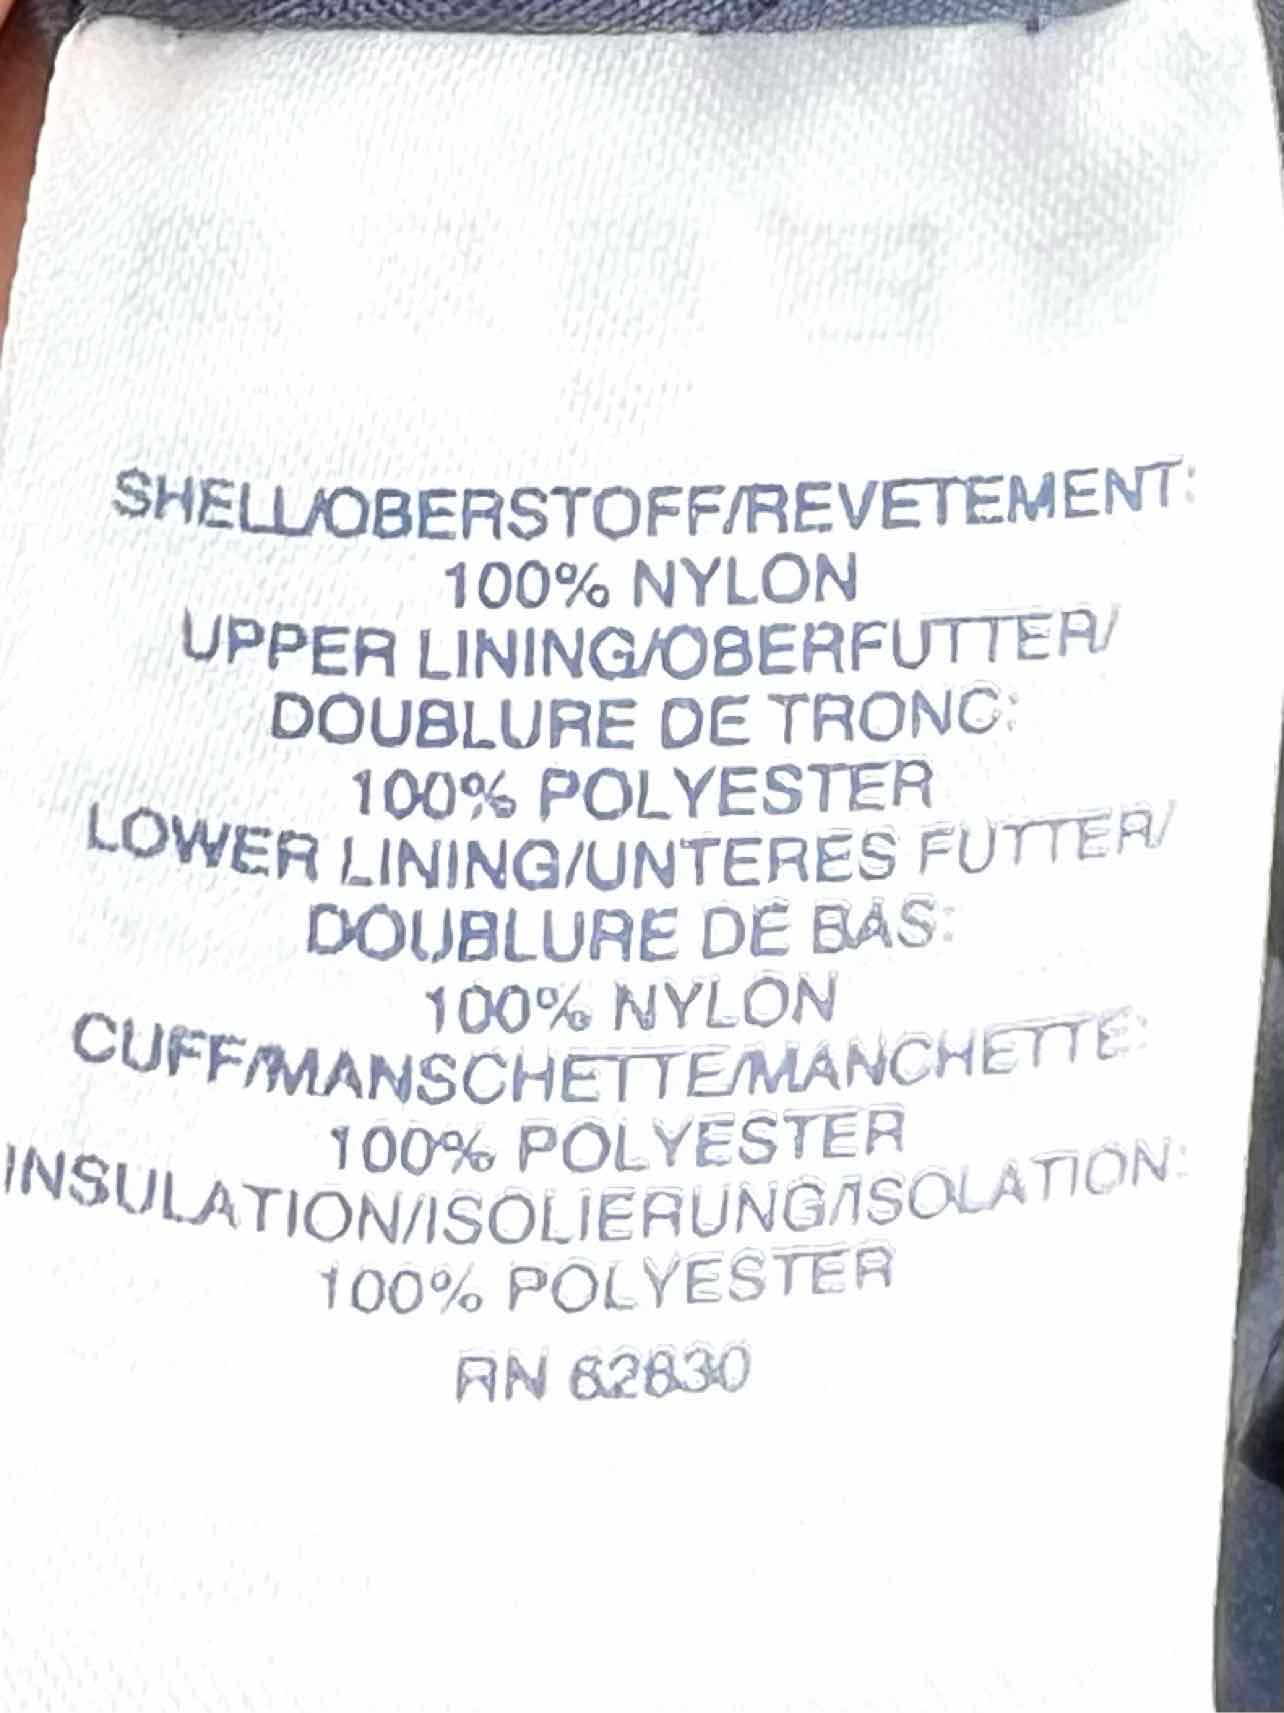 SHELL/OBERSTOFF/REVETEMENT:
100% NYLON
UPPER LINING/OBERFUTTER/
DOUBLURE DE TRONC:
100% POLYESTER
LOWER LINING/UNTERES FUTTER/
DOUBLURE DE BAS:
100% NYLON
CUFF/MANSCHETTE/MANCHETTE:
100% POLYESTER
INSULATION/ISOLIERUNG/ISOLATION:
100% POLYESTER
RN